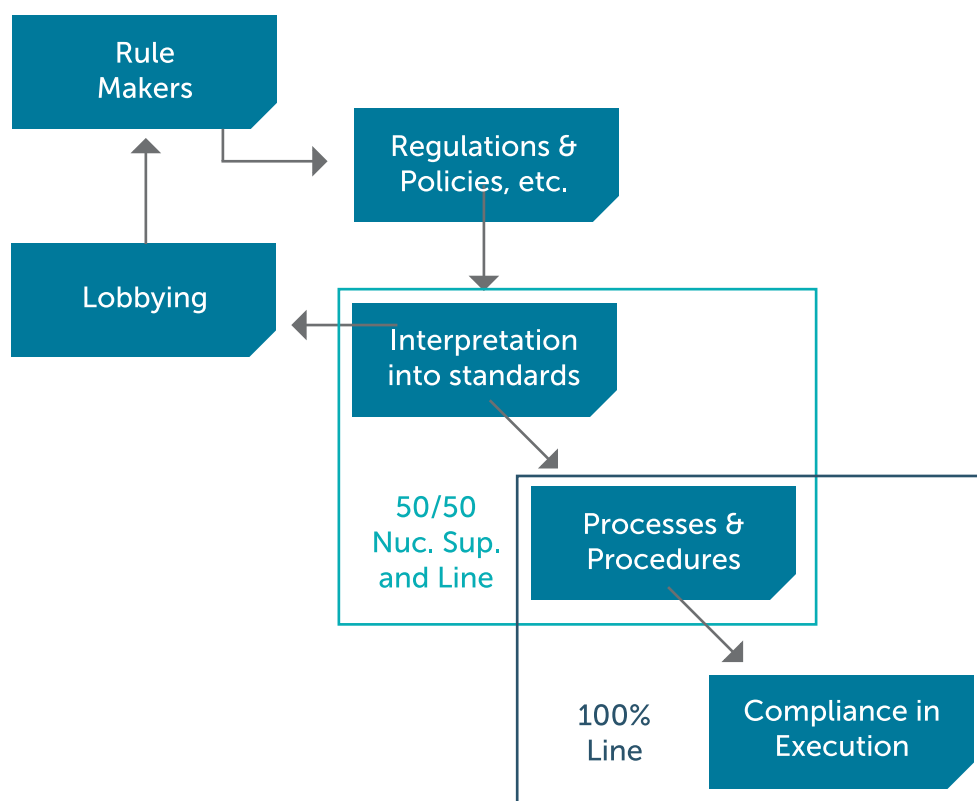 Rule
Makers
Regulations &
Policies, etc.
Lobbying
Interpretation
into standards
50/50
Nuc. Sup.
and Line
Processes &
Procedures
100%
Line
Compliance in
Execution